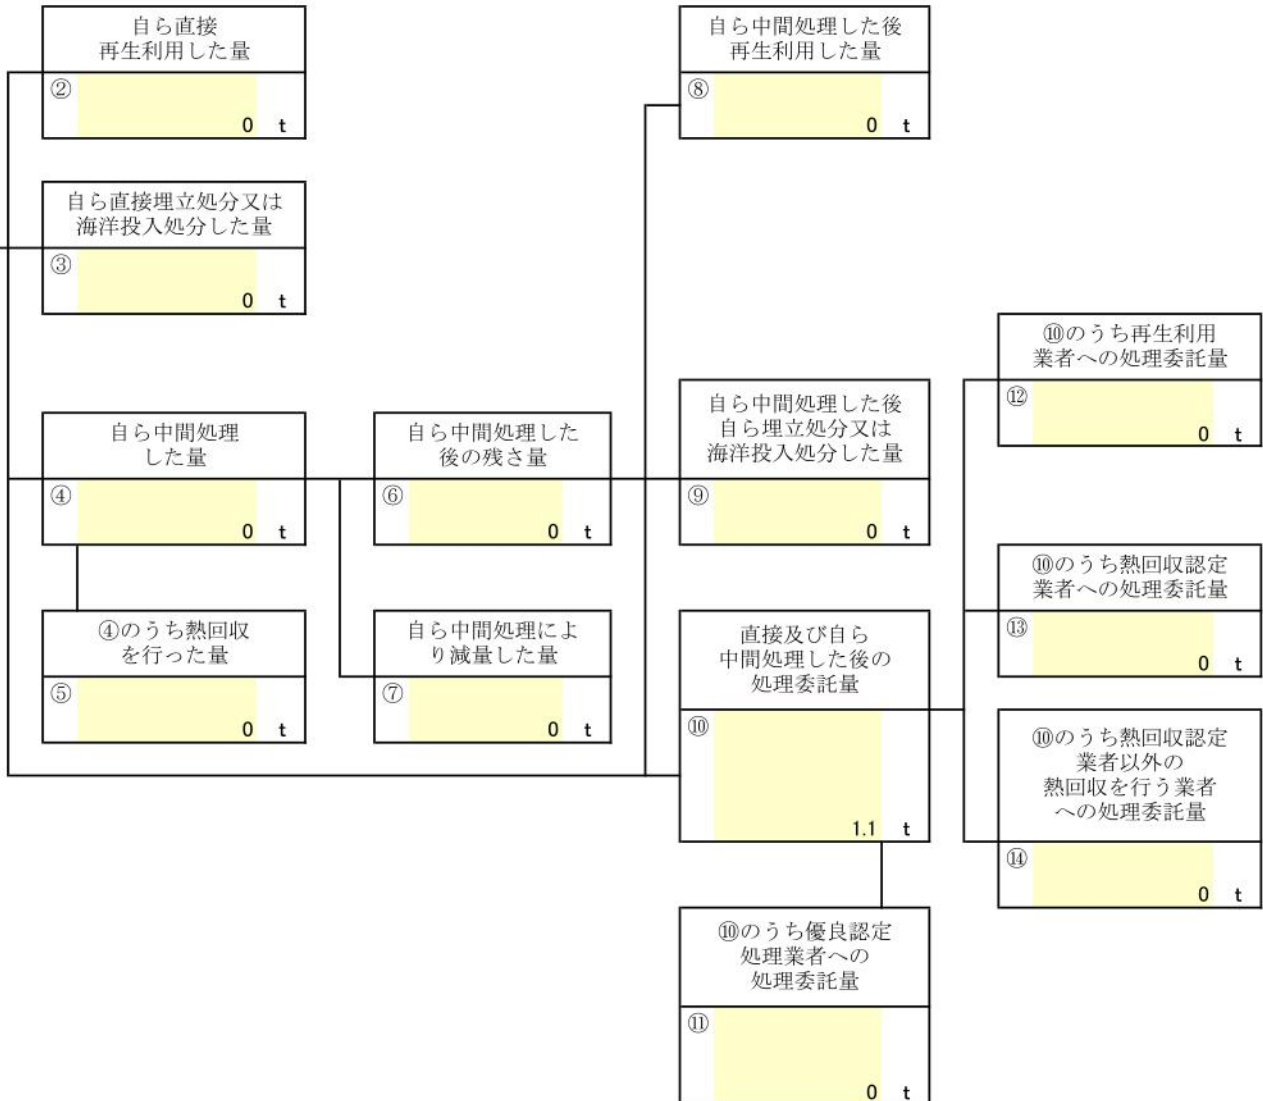 自ら直接
再生利用した量
②
0 t
自ら中間処理した後
再生利用した量
⑧
0 t
自ら直接埋立処分又は
海洋投入処分した量
③
0 t
⑩のうち再生利用
業者への処理委託量
⑫
0 t
自ら中間処理
した量
④
0 t
自ら中間処理した
後の残さ量
⑥
0 t
自ら中間処理した後
自ら埋立処分又は
海洋投入処分した量
⑨
0 t
⑩のうち熱回収認定
業者への処理委託量
⑬
0 t
④のうち熱回収
を行った量
⑤
0 t
自ら中間処理によ
り減量した量
⑦
0 t
直接及び自ら
中間処理した後の
処理委託量
⑩
1.1 t
⑩のうち熱回収認定
業者以外の
熱回収を行う業者
への処理委託量
⑭
0 t
⑩のうち優良認定
処理業者への
処理委託量
⑪
0 t